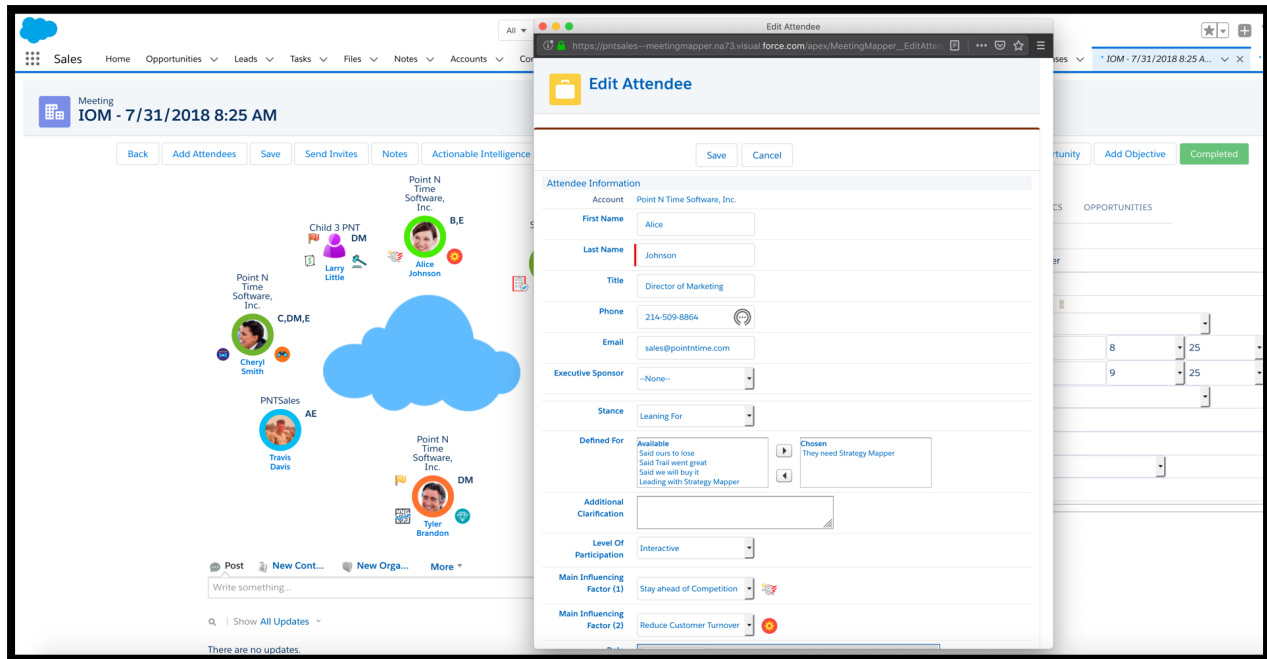 All
Edit Attendee
https://pntsales--meetingmapper.na73.visual.force.com/apex/MeetingMapper__EditAtte
Sales
Home
Opportunities
Leads
Tasks
Files
Notes
Accounts
* IOM - 7/31/2018 8:25 A...
Meeting
IOM - 7/31/2018 8:25 AM
Back
Add Attendees
Save
Send Invites
Notes
Actionable Intelligence
Add Objective
Completed
OPPORTUNITIES
Point N
Time
Software,
Inc.
B,E
Alice
Johnson
Child 3 PNT
DM
Larry
Little
Point N
Time
Software,
Inc.
C,DM,E
Cheryl
Smith
PNTSales
AE
Travis
Davis
Point N
Time
Software,
Inc.
DM
Tyler
Brandon
8
25
9
25
Post
New Cont...
New Orga...
More
Write something...
Show All Updates
There are no updates.
Edit Attendee
Save
Cancel
Attendee Information
Account
Point N Time Software, Inc.
First Name
Alice
Last Name
Johnson
Title
Director of Marketing
Phone
214-509-8864
Email
sales@pointntime.com
Executive Sponsor
--None--
Stance
Leaning For
Defined For
Available
Said ours to lose
Said Trail went great
Said we will buy it
Leading with Strategy Mapper
Chosen
They need Strategy Mapper
Additional
Clarification
Level Of
Participation
Interactive
Main Influencing
Factor (1)
Stay ahead of Competition
Main Influencing
Factor (2)
Reduce Customer Turnover